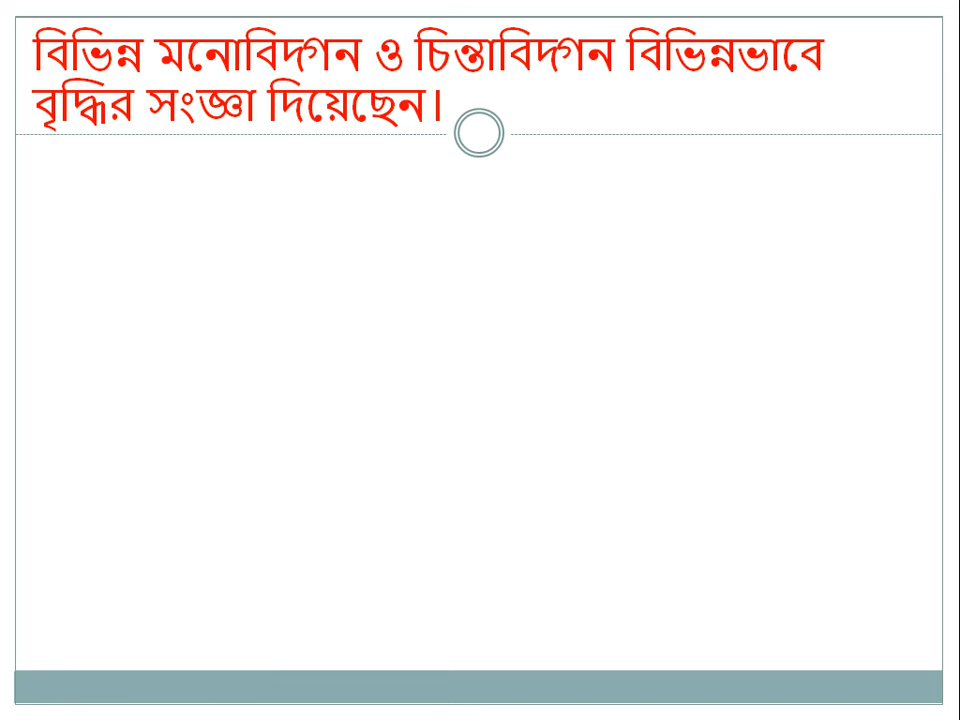 বিভিন্ন মনোবিদ্গন ও চিন্তাবিদ্গন বিভিন্নভাবে
বৃদ্ধির সংজ্ঞা দিয়েছেন।